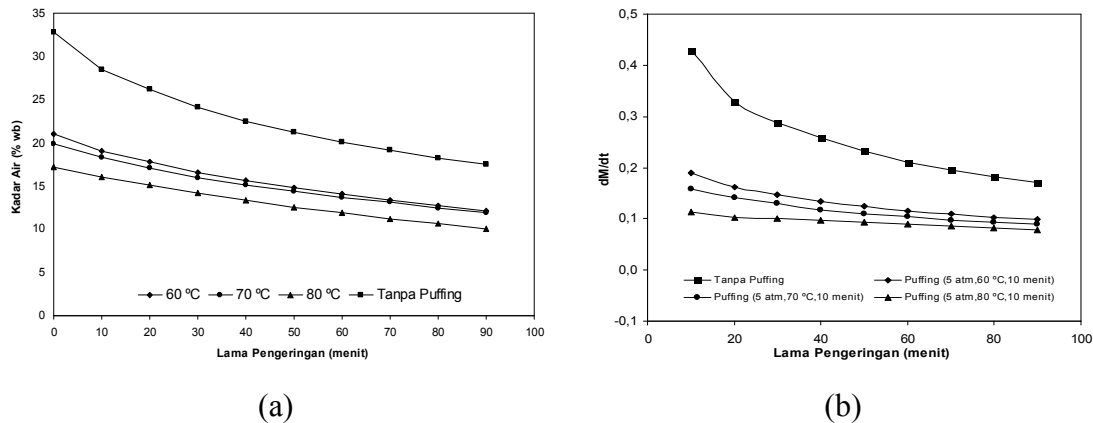 35
30
25
20
15
10
5
0
Kadar Air (% wb)
60 ºC 70 ºC 80 ºC Tanpa Puffing
0 10 20 30 40 50 60 70 80 90 100
Lama Pengeringan (menit)
(a)
0,5
0,4
0,3
0,2
0,1
0,0
-0,1
dM/dt
Tanpa Puffing Puffing (5 atm,60 ºC,10 menit)
Puffing (5 atm,70 ºC,10 menit) Puffing (5 atm,80 ºC,10 menit)
0 20 40 60 80 100
Lama Pengeringan (menit)
(b)